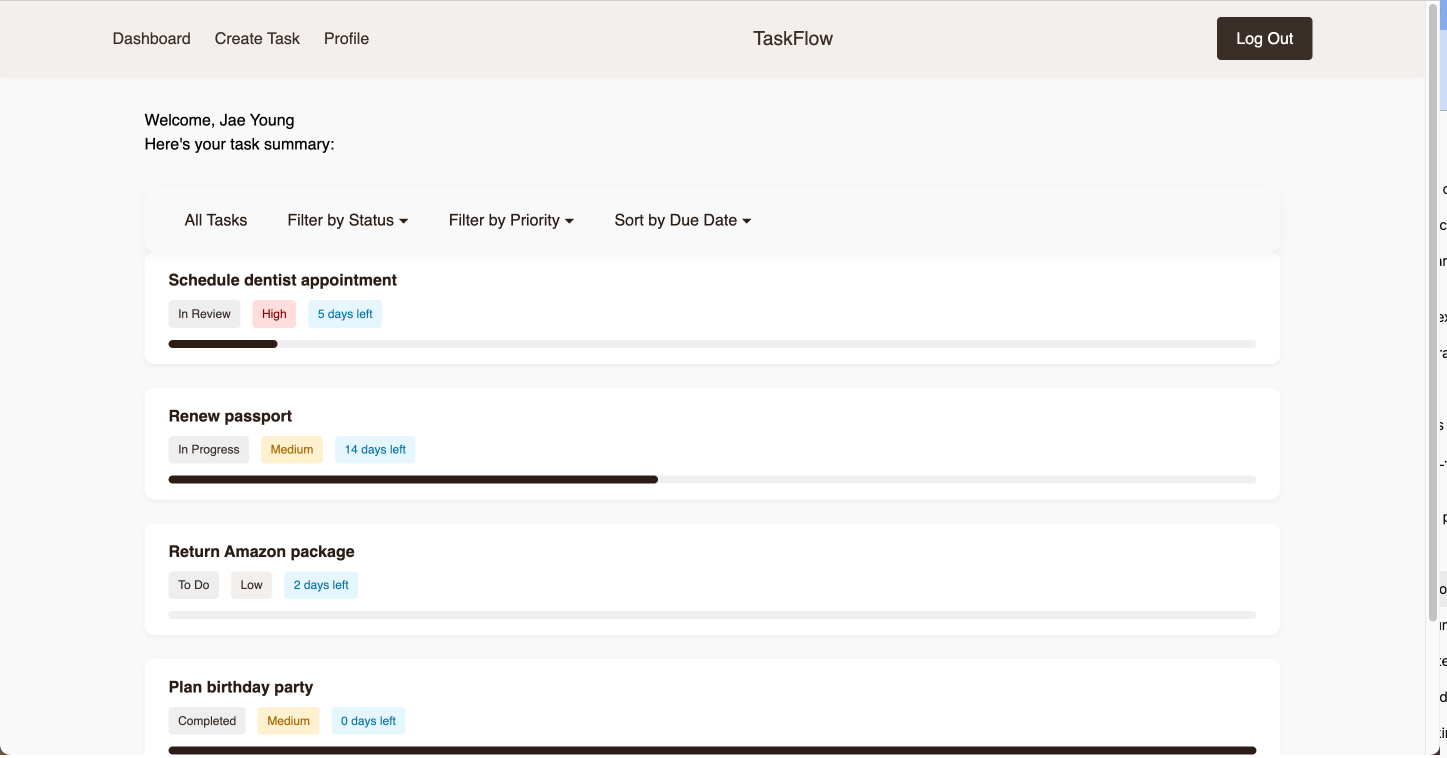 Dashboard Create Task Profile TaskFlow Log Out
Welcome, Jae Young
Here's your task summary:
All Tasks Filter by Status Filter by Priority Sort by Due Date
Schedule dentist appointment
In Review High 5 days left
Renew passport
In Progress Medium 14 days left
Return Amazon package
To Do Low 2 days left
Plan birthday party
Completed Medium 0 days left